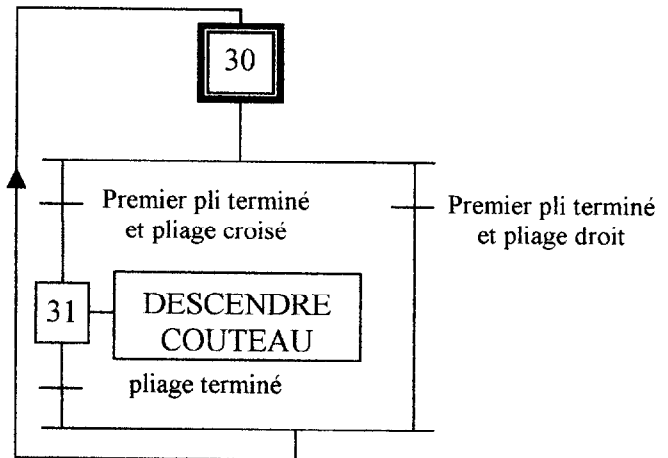 30
Premier pli terminé
et pliage croisé
Premier pli terminé
et pliage droit
31
DESCENDRE
COUTEAU
pliage terminé